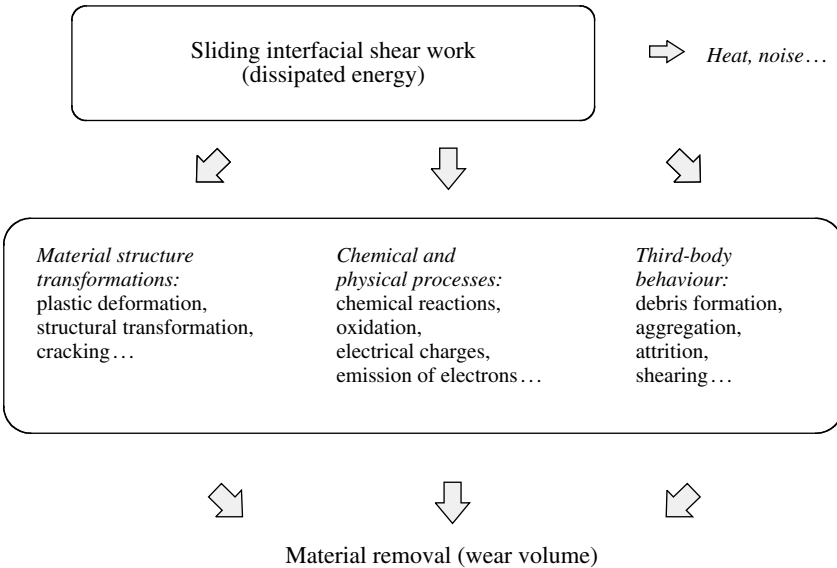 Sliding interfacial shear work
(dissipated energy)
Heat, noise…
Material structure
transformations:
plastic deformation,
structural transformation,
cracking…
Chemical and
physical processes:
chemical reactions,
oxidation,
electrical charges,
emission of electrons…
Third-body
behaviour:
debris formation,
aggregation,
attrition,
shearing…
Material removal (wear volume)